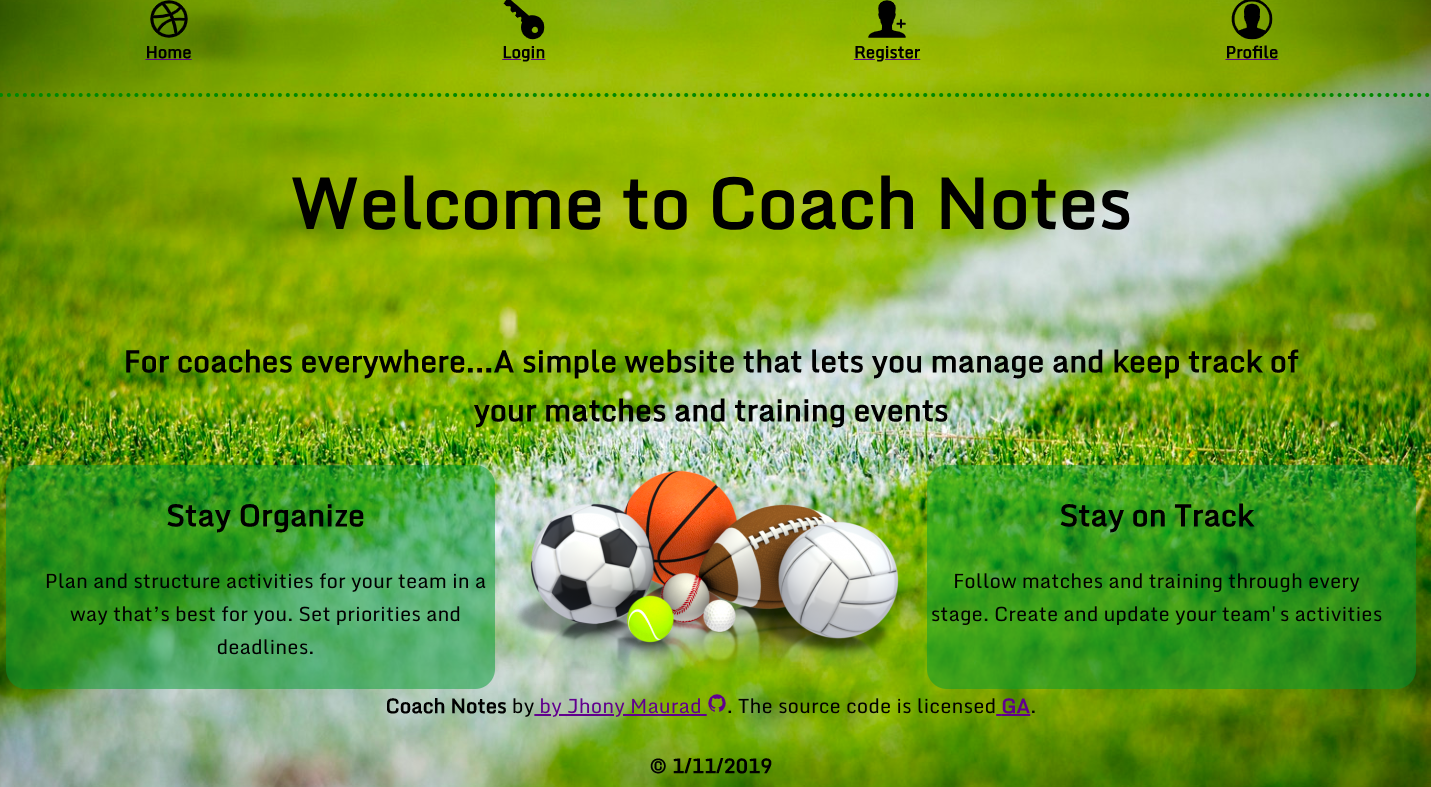 Home
Login
Register
Profile
Welcome to Coach Notes
For coaches everywhere...A simple website that lets you manage and keep track of
your matches and training events
Stay Organize
Plan and structure activities for your team in a
way that's best for you. Set priorities and
deadlines.
Stay on Track
Follow matches and training through every
stage. Create and update your team's activities
Coach Notes by by Jhony Maurad . The source code is licensed GA.
© 1/11/2019